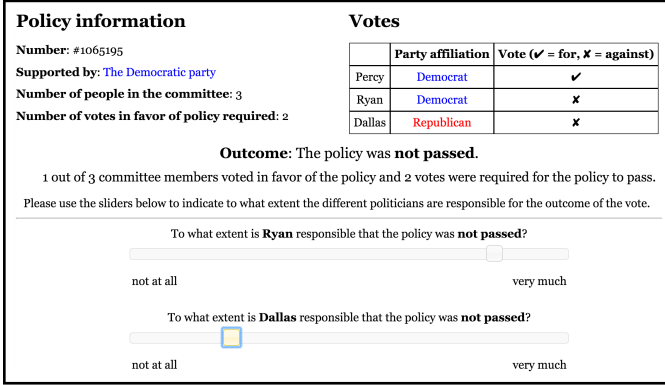 Policy information
Number: #1065195
Supported by: The Democratic party
Number of people in the committee: 3
Number of votes in favor of policy required: 2
Votes
Party affiliation Vote (✔ = for, ✘ = against)
Percy Democrat ✔
Ryan Democrat ✘
Dallas Republican ✘
Outcome: The policy was not passed.
1 out of 3 committee members voted in favor of the policy and 2 votes were required for the policy to pass.
Please use the sliders below to indicate to what extent the different politicians are responsible for the outcome of the vote.
To what extent is Ryan responsible that the policy was not passed?
not at all very much
To what extent is Dallas responsible that the policy was not passed?
not at all very much